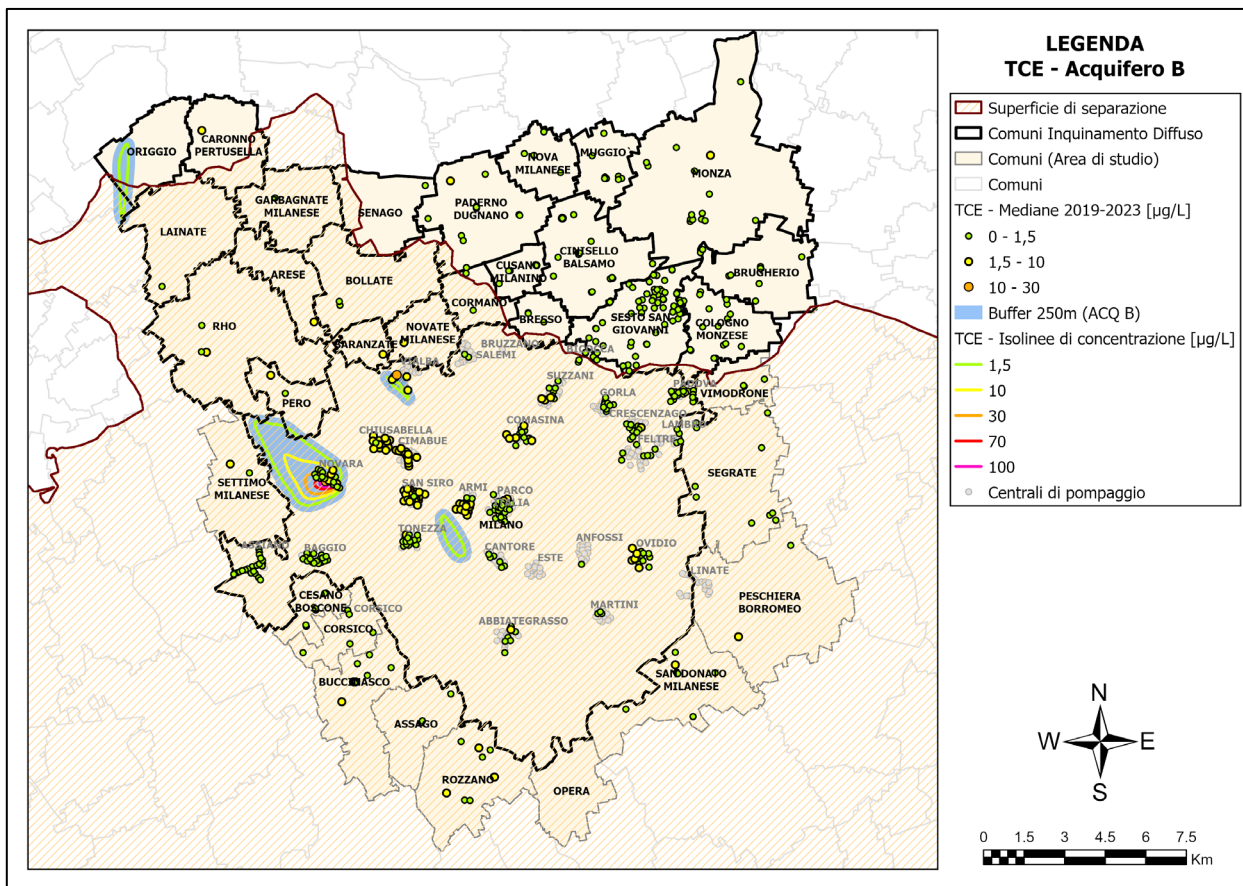 LEGENDA
TCE - Acquifero B
Superficie di separazione
Comuni Inquinamento Diffuso
Comuni (Area di studio)
Comuni
TCE - Mediane 2019-2023 [µg/L]
0 - 1,5
1,5 - 10
10 - 30
Buffer 250m (ACQ B)
TCE - Isolinee di concentrazione [µg/L]
1,5
10
30
70
100
Centrali di pompaggio
N
W
E
S
0
1.5
3
4.5
6
7.5
Km
ORIGGIO
CARONNO
PERTUSELLA
NOVA
MILANESE
MUGGIO
MONZA
GARBAGNATE
MILANESE
SENAGO
PADERNO
DUGNANO
LAINATE
CINISELLO
BALSAMO
CUSANO
MILANINO
BRUGHERIO
ARESE
BOLLATE
CORMANO
BRESSO
SESTO SAN
GIOVANNI
COLOGNO
MONZESE
RHO
NOVATE
MILANESE
BARANZATE
BRUZZANO
SALEMI
BICOCCA
SUZZANI
PADOVA
VIMODRONE
PERO
GORLA
CRESCENZAGO
LAMBRO
FELTRE
COMASINA
CHIUSABELLA
CIMABUE
NOVARA
SETTIMO
MILANESE
SEGRATE
SAN SIRO
ARMI
PARCO
MILANO
TONEZZA
ASSIANO
BAGGIO
CANTORE
ESTE
ANFOSSI
OVIDIO
LINATE
CESANO
BOSCONE
CORSICO
CORSICO
MARTINI
ABBIATEGRASSO
PESCHIERA
BORROMEO
BUCCINASCO
SAN DONATO
MILANESE
ASSAGO
ROZZANO
OPERA